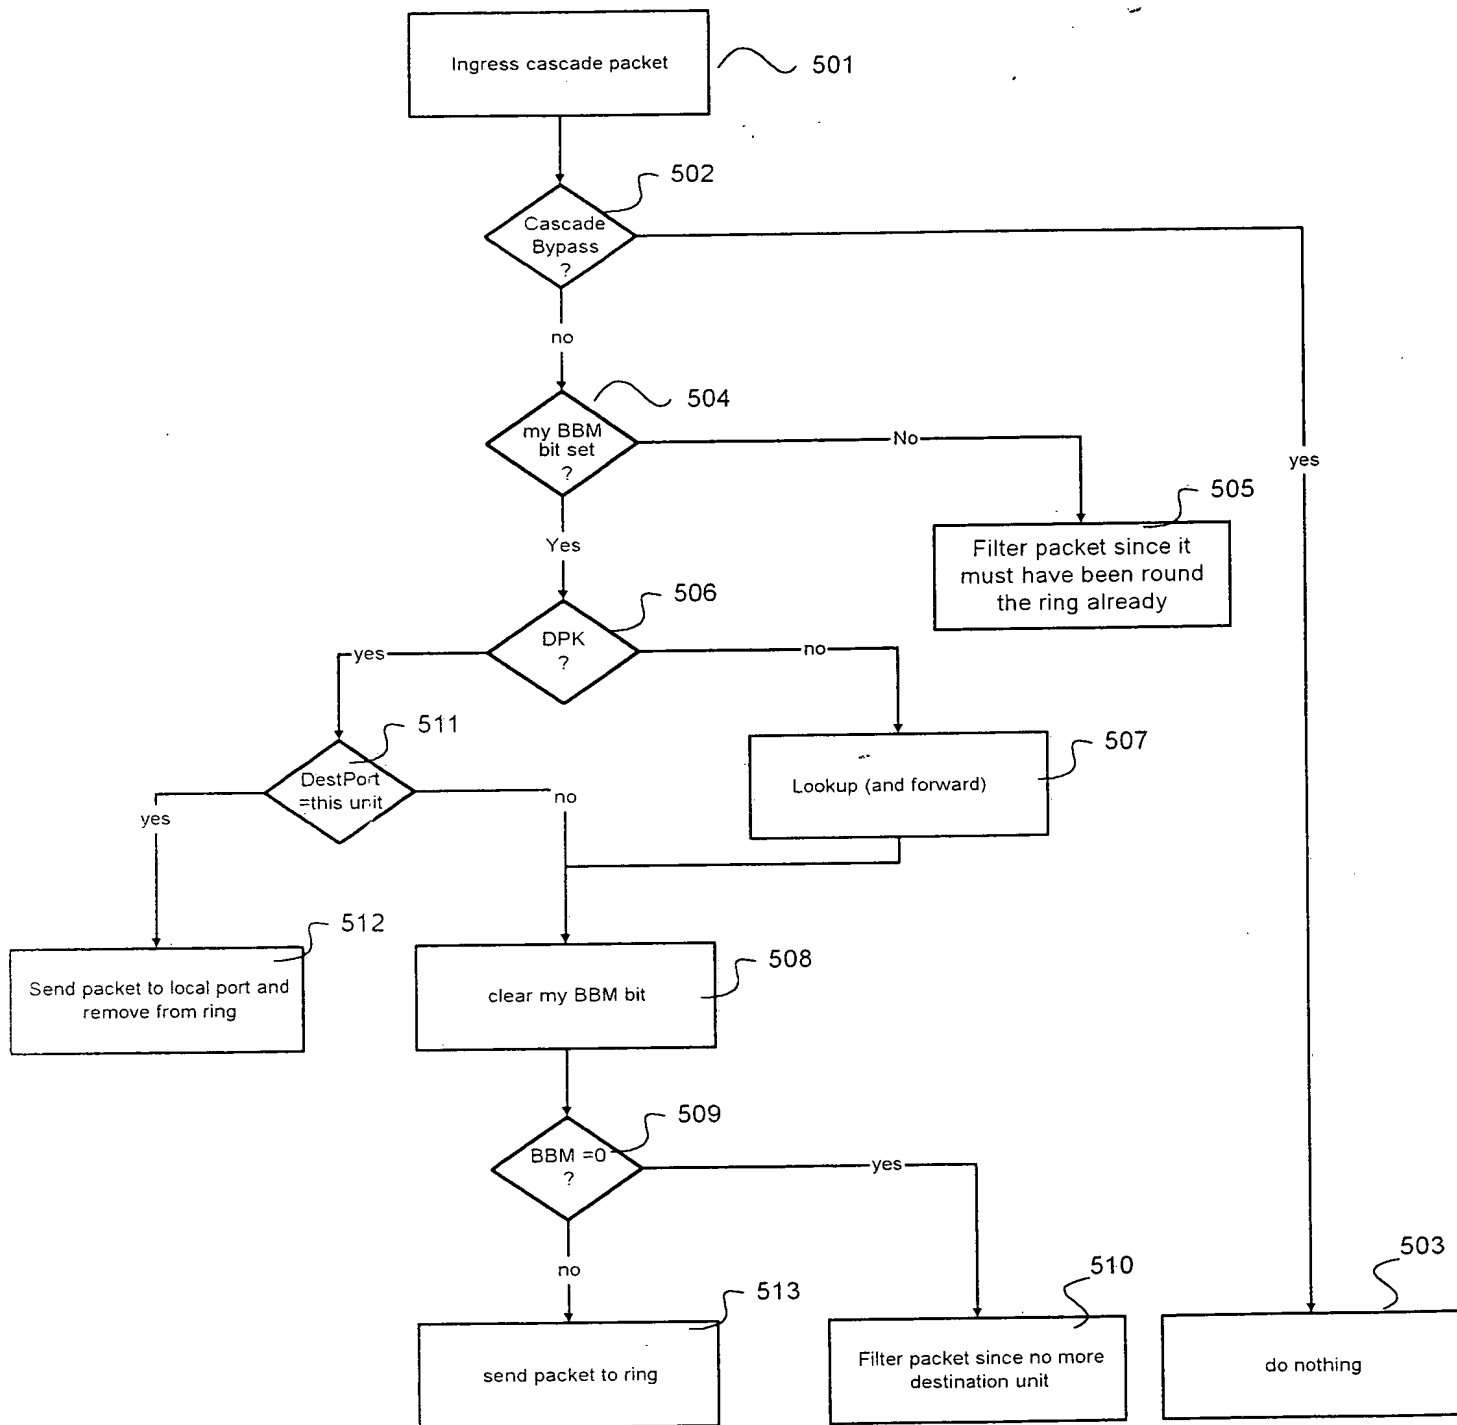 Ingress cascade packet
501
502
Cascade
Bypass
?
no
504
my BBM
bit set
?
No
yes
505
Filter packet since it
must have been round
the ring already
Yes
506
DPK
?
yes
no
511
DestPort
=this unit
507
Lookup (and forward)
yes
no
512
Send packet to local port and
remove from ring
508
clear my BBM bit
509
BBM =0
?
yes
no
513
send packet to ring
510
Filter packet since no more
destination unit
503
do nothing